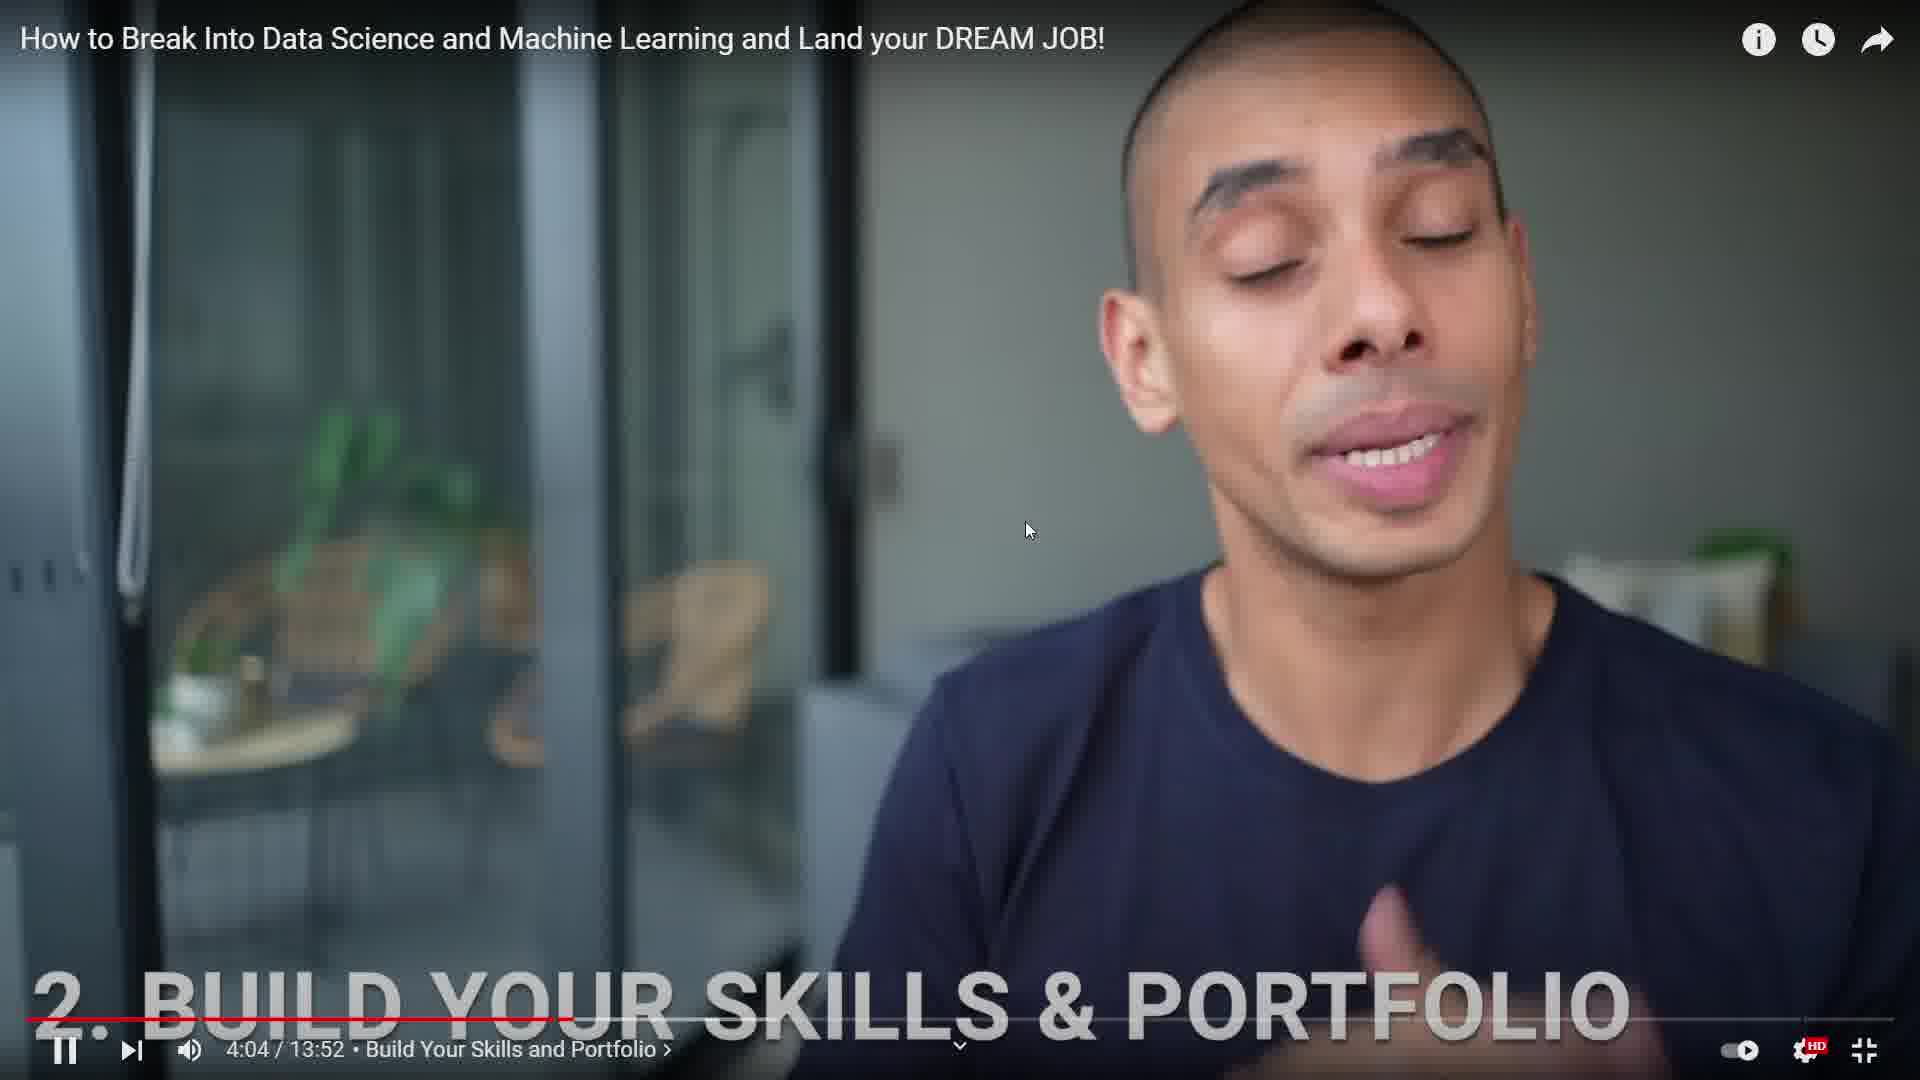 How to Break Into Data Science and Machine Learning and Land your DREAM JOB!
2. BUILD YOUR SKILLS & PORTFOLIO
4:04 / 13:52 • Build Your Skills and Portfolio >
HD